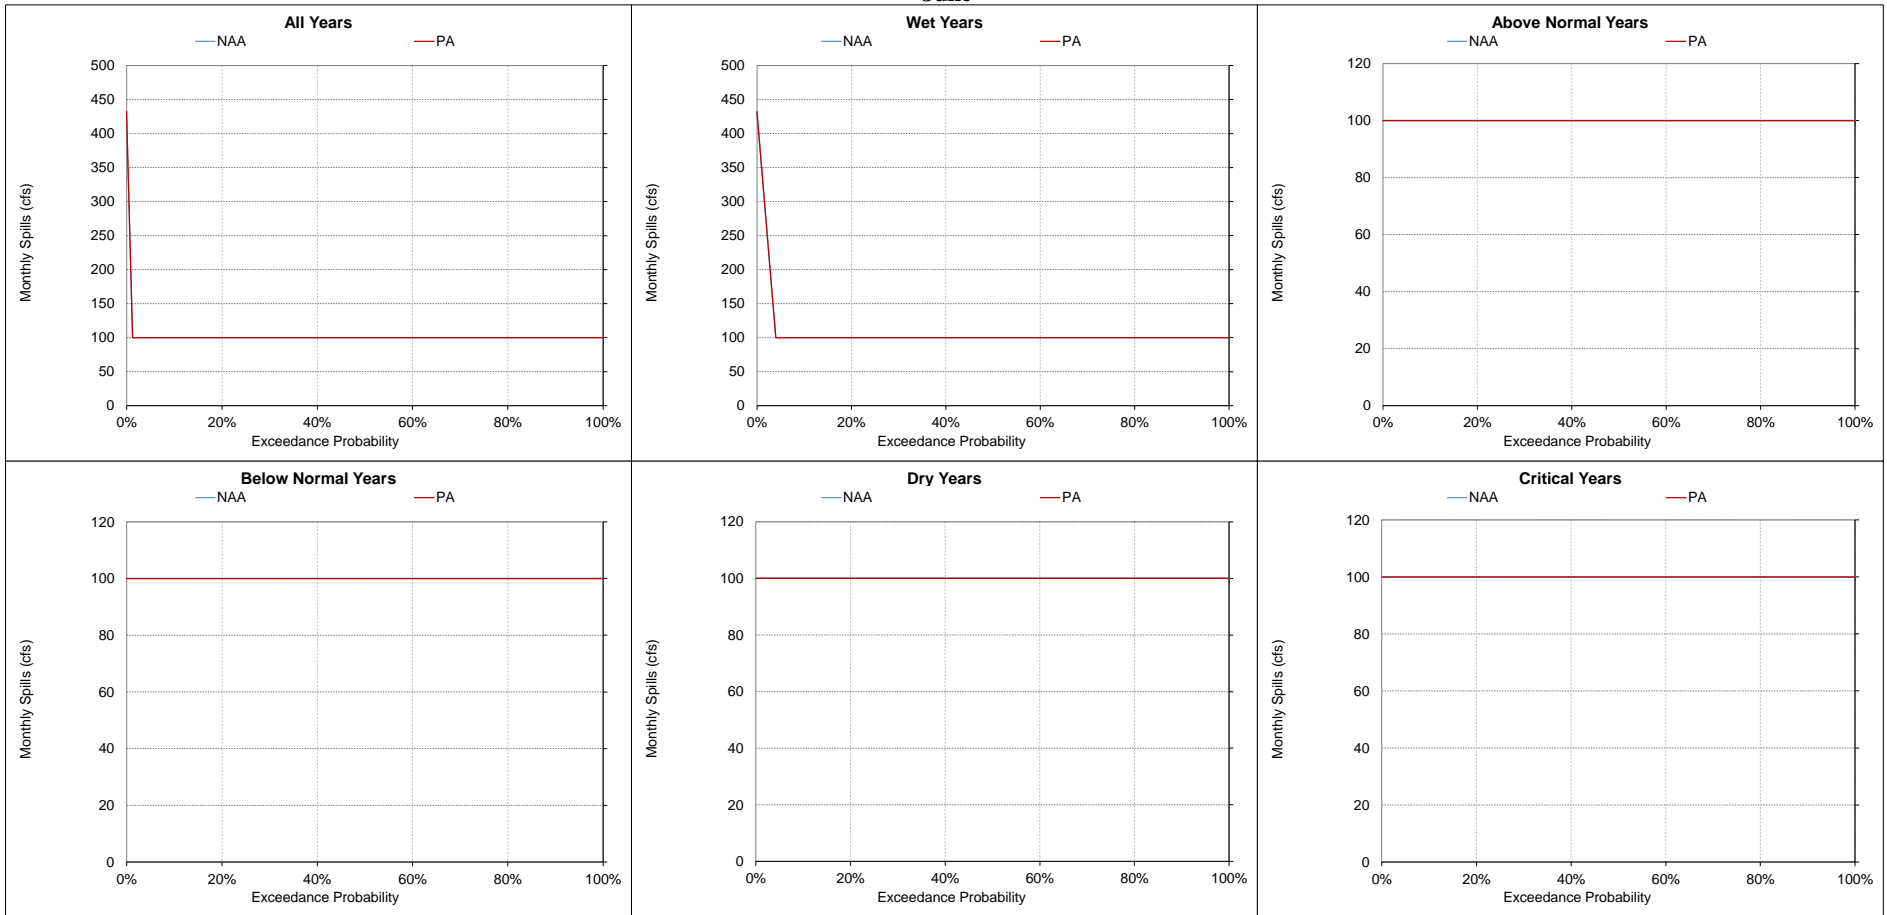 All Years
NAA PA
500
450
400
350
300
250
200
150
100
50
0
0% 20% 40% 60% 80% 100%
Monthly Spills (cfs)
Exceedance Probability
Wet Years
NAA PA
500
450
400
350
300
250
200
150
100
50
0
0% 20% 40% 60% 80% 100%
Monthly Spills (cfs)
Exceedance Probability
Above Normal Years
NAA PA
120
100
80
60
40
20
0
0% 20% 40% 60% 80% 100%
Monthly Spills (cfs)
Exceedance Probability
Below Normal Years
NAA PA
120
100
80
60
40
20
0
0% 20% 40% 60% 80% 100%
Monthly Spills (cfs)
Exceedance Probability
Dry Years
NAA PA
120
100
80
60
40
20
0
0% 20% 40% 60% 80% 100%
Monthly Spills (cfs)
Exceedance Probability
Critical Years
NAA PA
120
100
80
60
40
20
0
0% 20% 40% 60% 80% 100%
Monthly Spills (cfs)
Exceedance Probability